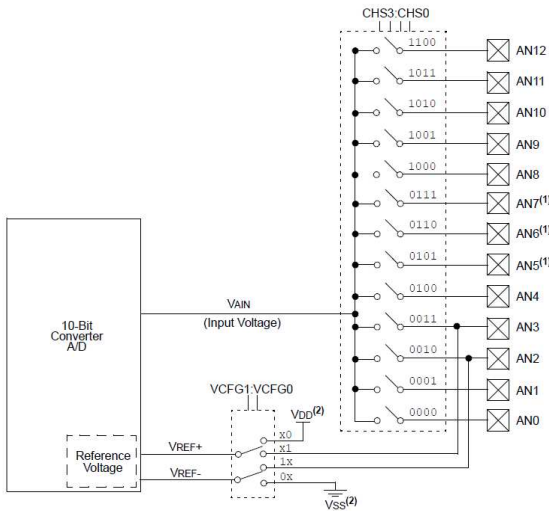 CHS3:CHS0
1100 AN12
1011 AN11
1010 AN10
1001 AN9
1000 AN8
0111 AN7(1)
0110 AN6(1)
0101 AN5(1)
0100 AN4
VAIN
(Input Voltage)
0011 AN3
10-Bit
Converter
A/D
0010 AN2
VCFG1:VCFG0
0001 AN1
VDD(2)
0000 AN0
x0
Reference
Voltage
VREF+
x1
1x
VREF-
0x
VSS(2)